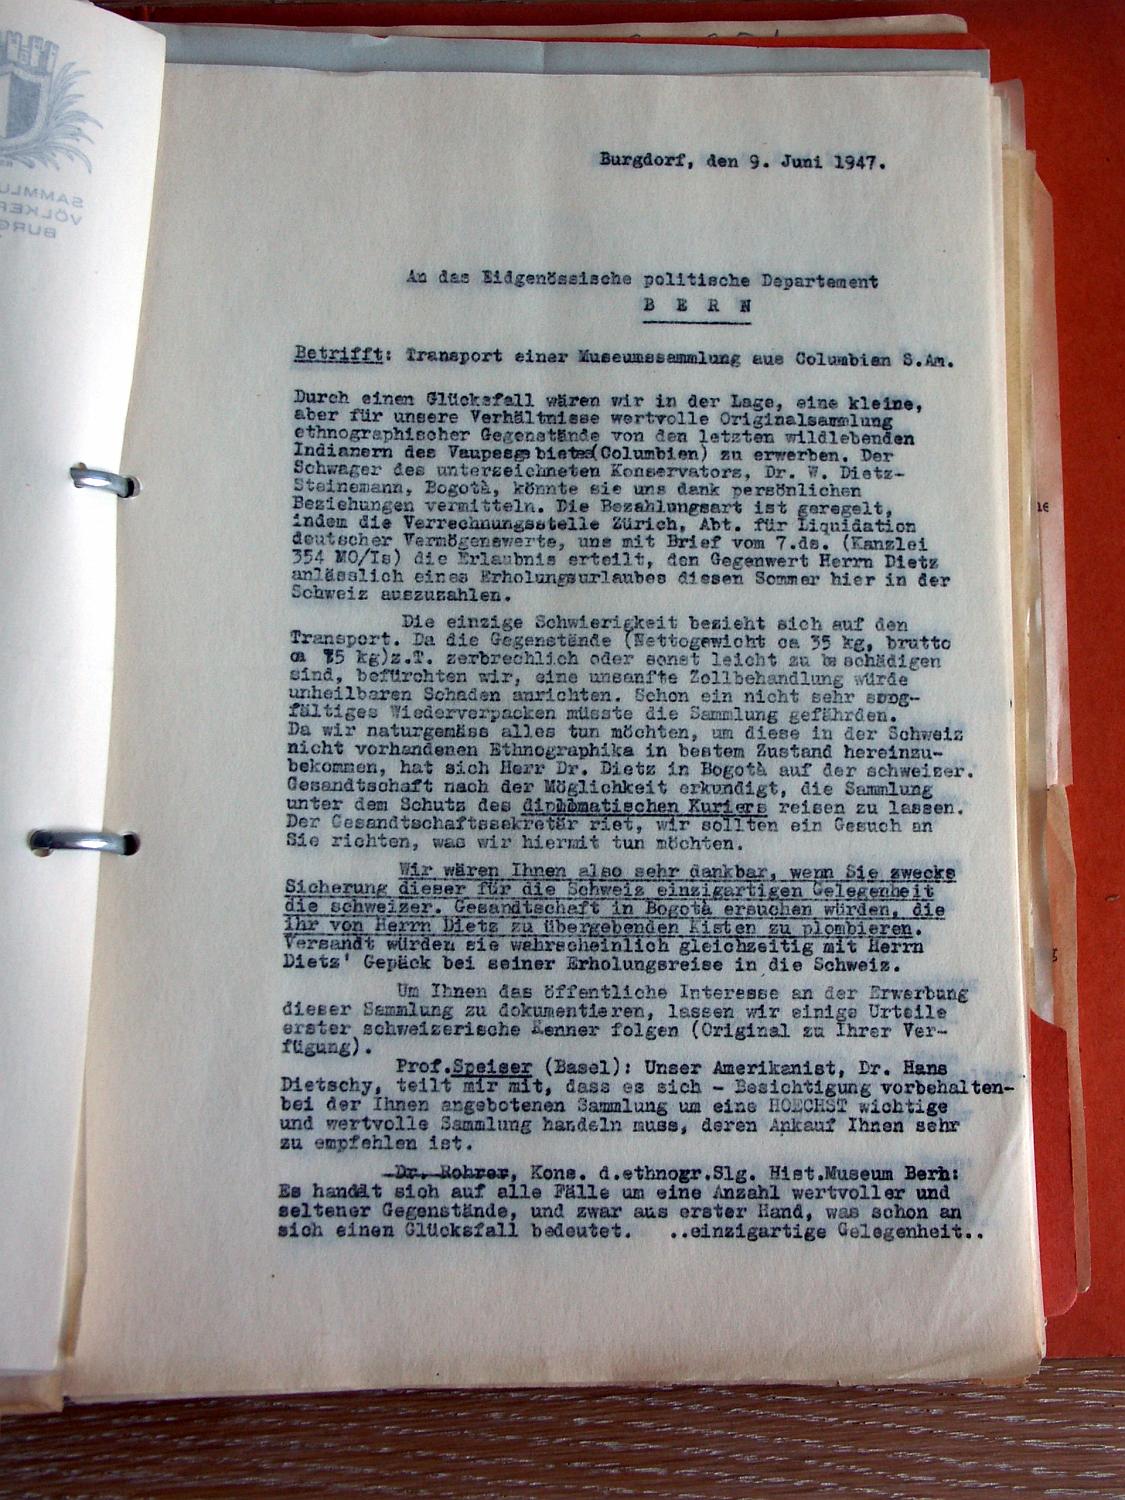 SAMMLU
VÖLKER
BURG
Burgdorf, den 9. Juni 1947.
An das Eidgenössische politische Departement
B E R N
Betrifft: Transport einer Museumssammlung aus Columbien S.Am.
Durch einen Glücksfall wären wir in der Lage, eine kleine,
aber für unsere Verhältnisse wertvolle Originalsammlung
ethnographischer Gegenstände von den letzten wildlebenden
Indianern des Vaupesgebietes(Columbien) zu erwerben. Der
Schwager des unterzeichneten Konservators, Dr. W. Dietz-
Steinemann, Bogotà, könnte sie uns dank persönlichen
Beziehungen vermitteln. Die Bezahlungsart ist geregelt,
indem die Verrechnungsstelle Zürich, Abt. für Liquidation
deutscher Vermögenswerte, uns mit Brief vom 7.ds. (Kanzlei
354 MO/Is) die Erlaubnis erteilt, den Gegenwert Herrn Dietz
anlässlich eines Erholungsurlaubes diesen Sommer hier in der
Schweiz auszuzahlen.
Die einzige Schwierigkeit bezieht sich auf den
Transport. Da die Gegenstände (Nettogewicht ca 35 kg, brutto
ca 75 kg)z.T. zerbrechlich oder sonst leicht zu beschädigen
sind, befürchten wir, eine unsanfte Zollbehandlung würde
unheilbaren Schaden anrichten. Schon ein nicht sehr sorg-
fältiges Wiederverpacken müsste die Sammlung gefährden.
Da wir naturgemäss alles tun möchten, um diese in der Schweiz
nicht vorhandenen Ethnographika in bestem Zustand hereinzu-
bekommen, hat sich Herr Dr. Dietz in Bogotà auf der schweizer.
Gesandtschaft nach der Möglichkeit erkundigt, die Sammlung
unter dem Schutz des diplomatischen Kuriers reisen zu lassen.
Der Gesandtschaftssekretär riet, wir sollten ein Gesuch an
Sie richten, was wir hiermit tun möchten.
Wir wären Ihnen also sehr dankbar, wenn Sie zwecks
Sicherung dieser für die Schweiz einzigartigen Gelegenheit
die schweizer. Gesandtschaft in Bogotà ersuchen würden, die
ihr von Herrn Dietz zu übergebenden Kisten zu plombieren.
Versandt würden sie wahrscheinlich gleichzeitig mit Herrn
Dietz' Gepäck bei seiner Erholungsreise in die Schweiz.
Um Ihnen das öffentliche Interesse an der Erwerbung
dieser Sammlung zu dokumentieren, lassen wir einige Urteile
erster schweizerische Kenner folgen (Original zu Ihrer Ver-
fügung).
Prof.Speiser (Basel): Unser Amerikanist, Dr. Hans
Dietschy, teilt mir mit, dass es sich - Besichtigung vorbehalten-
bei der Ihnen angebotenen Sammlung um eine HOECHST wichtige
und wertvolle Sammlung handeln muss, deren Ankauf Ihnen sehr
zu empfehlen ist.
Dr. Rohrer, Kons. d.ethnogr.Slg. Hist.Museum Bern:
Es handelt sich auf alle Fälle um eine Anzahl wertvoller und
seltener Gegenstände, und zwar aus erster Hand, was schon an
sich einen Glücksfall bedeutet. ..einzigartige Gelegenheit..